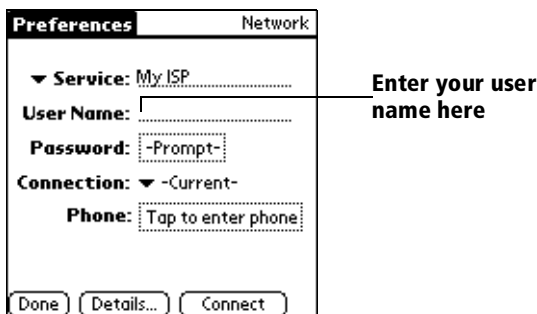 Preferences Network
Service: My ISP
User Name:
Password: -Prompt-
Connection: -Current-
Phone: Tap to enter phone
Done Details... Connect
Enter your user
name here